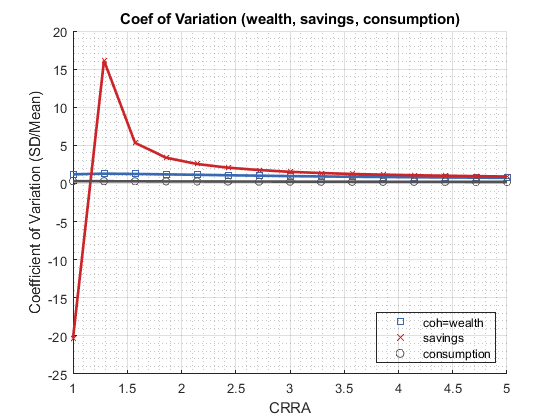 Coef of Variation (wealth, savings, consumption)
20
15
10
5
0
-5
-10
-15
-20
-25
Coefficient of Variation (SD/Mean)
coh=wealth
savings
consumption
1 1.5 2 2.5 3 3.5 4 4.5 5
CRRA